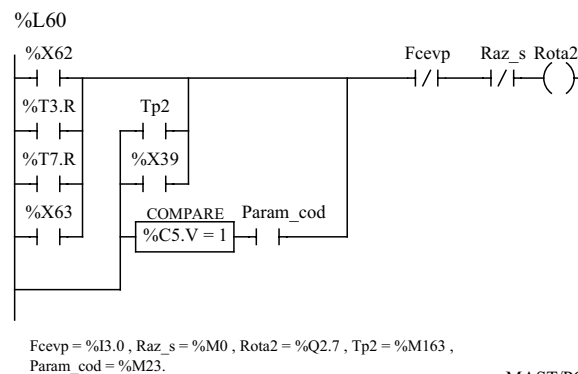 %L60
%X62
Fcevp Raz_s Rota2
%T3.R Tp2
%T7.R %X39
%X63 COMPARE Param_cod
%C5.V = 1
Fcevp = %I3.0 , Raz_s = %M0 , Rota2 = %Q2.7 , Tp2 = %M163 ,
Param_cod = %M23.